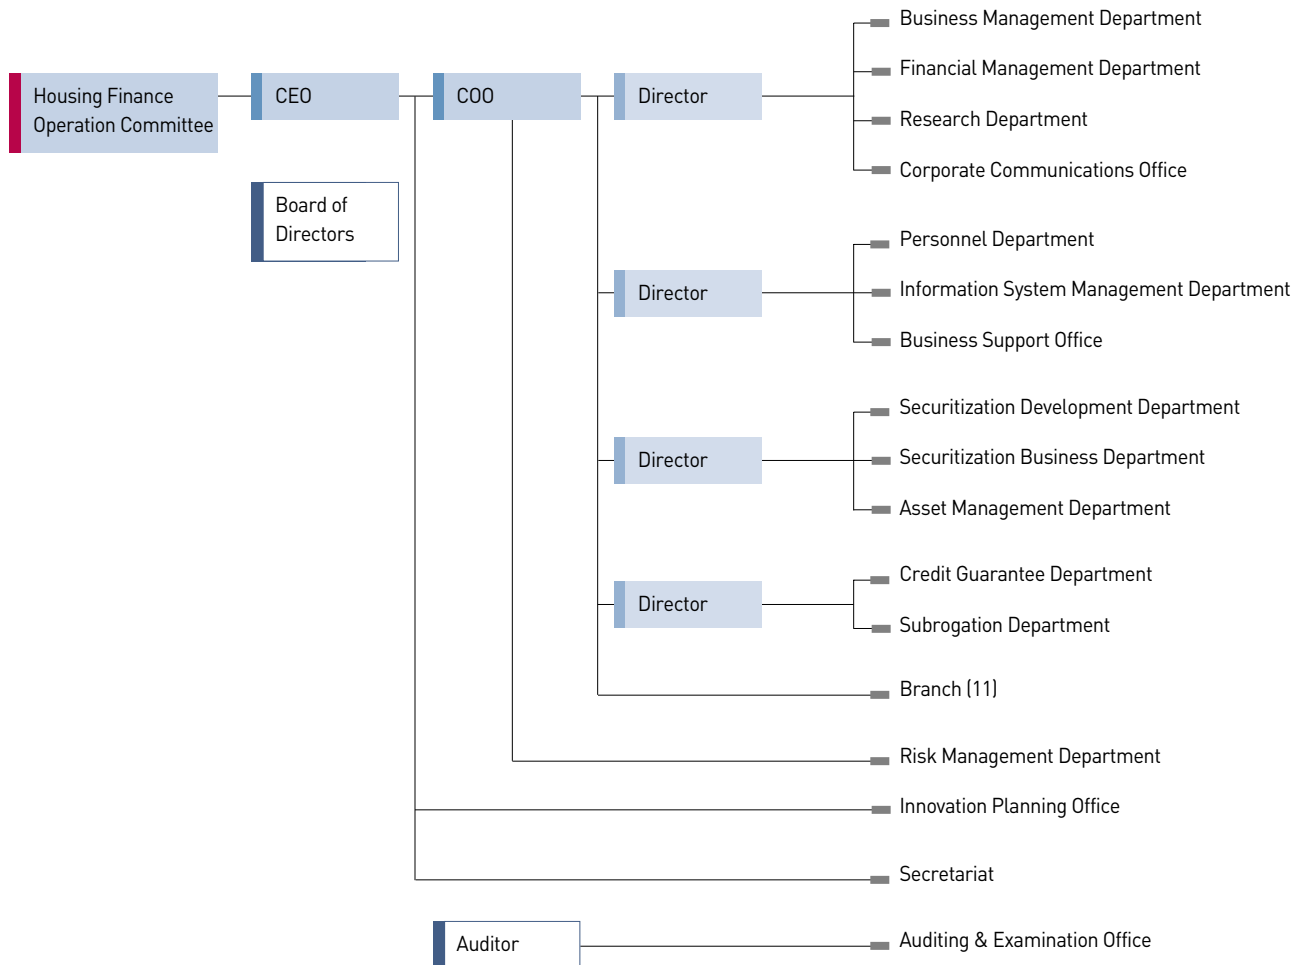 Housing Finance
Operation Committee
CEO
Board of
Directors
COO
Director
Business Management Department
Financial Management Department
Research Department
Corporate Communications Office
Director
Personnel Department
Information System Management Department
Business Support Office
Director
Securitization Development Department
Securitization Business Department
Asset Management Department
Director
Credit Guarantee Department
Subrogation Department
Branch (11)
Risk Management Department
Innovation Planning Office
Secretariat
Auditor
Auditing & Examination Office